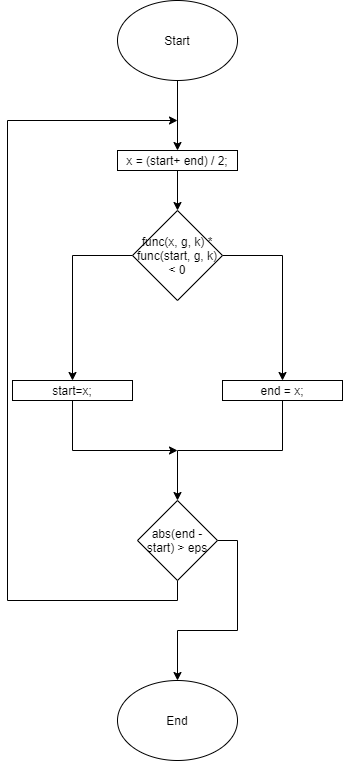 Start
x = (start+ end) / 2;
func(x, g, k) *
func(start, g, k)
< 0
start=x;
end = x;
abs(end -
start) > eps
End